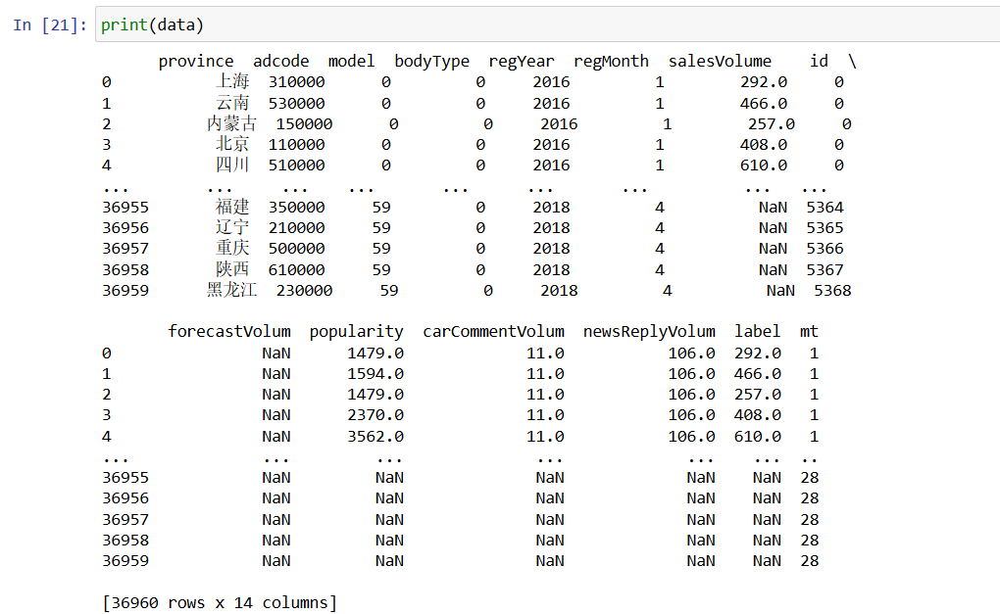 In [21]: print(data)
province adcode model bodyType regYear regMonth salesVolume id \
0 上海 310000 0 0 2016 1 292.0 0
1 云南 530000 0 0 2016 1 466.0 0
2 内蒙古 150000 0 0 2016 1 257.0 0
3 北京 110000 0 0 2016 1 408.0 0
4 四川 510000 0 0 2016 1 610.0 0
... ... ... ... ... ... ... ... ...
36955 福建 350000 59 0 2018 4 NaN 5364
36956 辽宁 210000 59 0 2018 4 NaN 5365
36957 重庆 500000 59 0 2018 4 NaN 5366
36958 陕西 610000 59 0 2018 4 NaN 5367
36959 黑龙江 230000 59 0 2018 4 NaN 5368
forecastVolum popularity carCommentVolum newsReplyVolum label mt
0 NaN 1479.0 11.0 106.0 292.0 1
1 NaN 1594.0 11.0 106.0 466.0 1
2 NaN 1479.0 11.0 106.0 257.0 1
3 NaN 2370.0 11.0 106.0 408.0 1
4 NaN 3562.0 11.0 106.0 610.0 1
... ... ... ... ... ... ..
36955 NaN NaN NaN NaN NaN 28
36956 NaN NaN NaN NaN NaN 28
36957 NaN NaN NaN NaN NaN 28
36958 NaN NaN NaN NaN NaN 28
36959 NaN NaN NaN NaN NaN 28
[36960 rows x 14 columns]